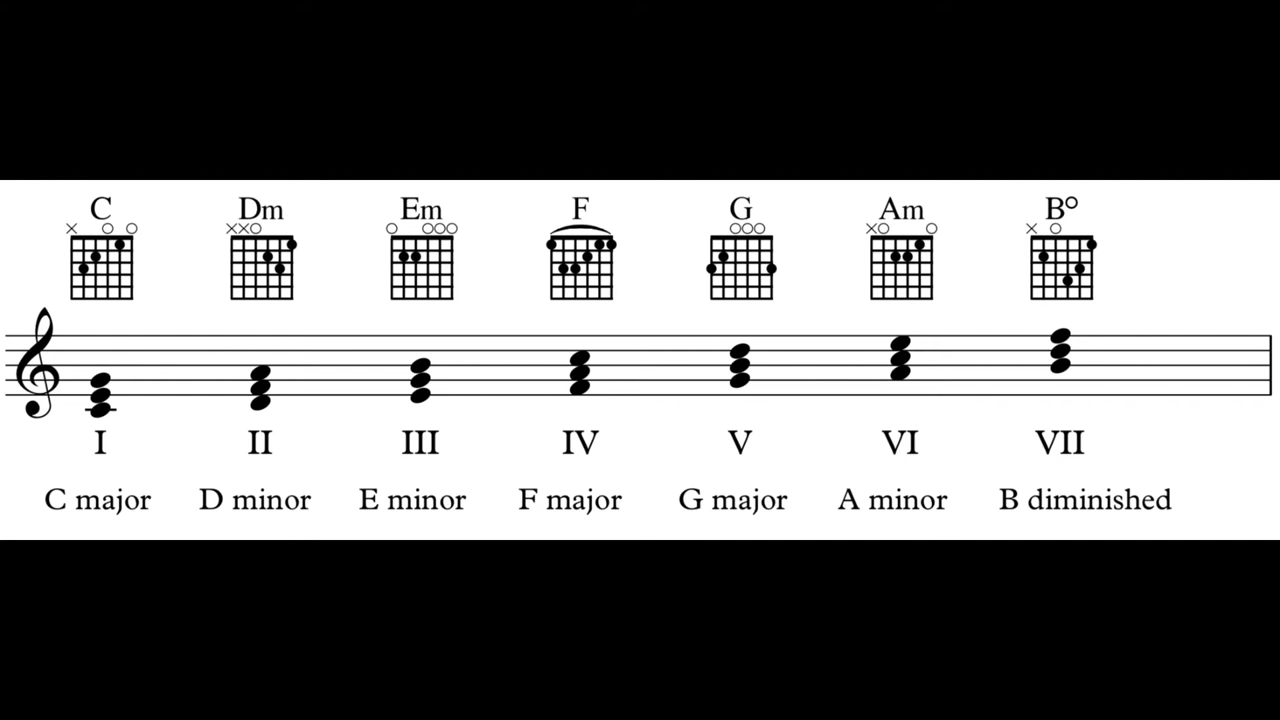 C Dm Em F G Am B°
I II III IV V VI VII
C major D minor E minor F major G major A minor B diminished